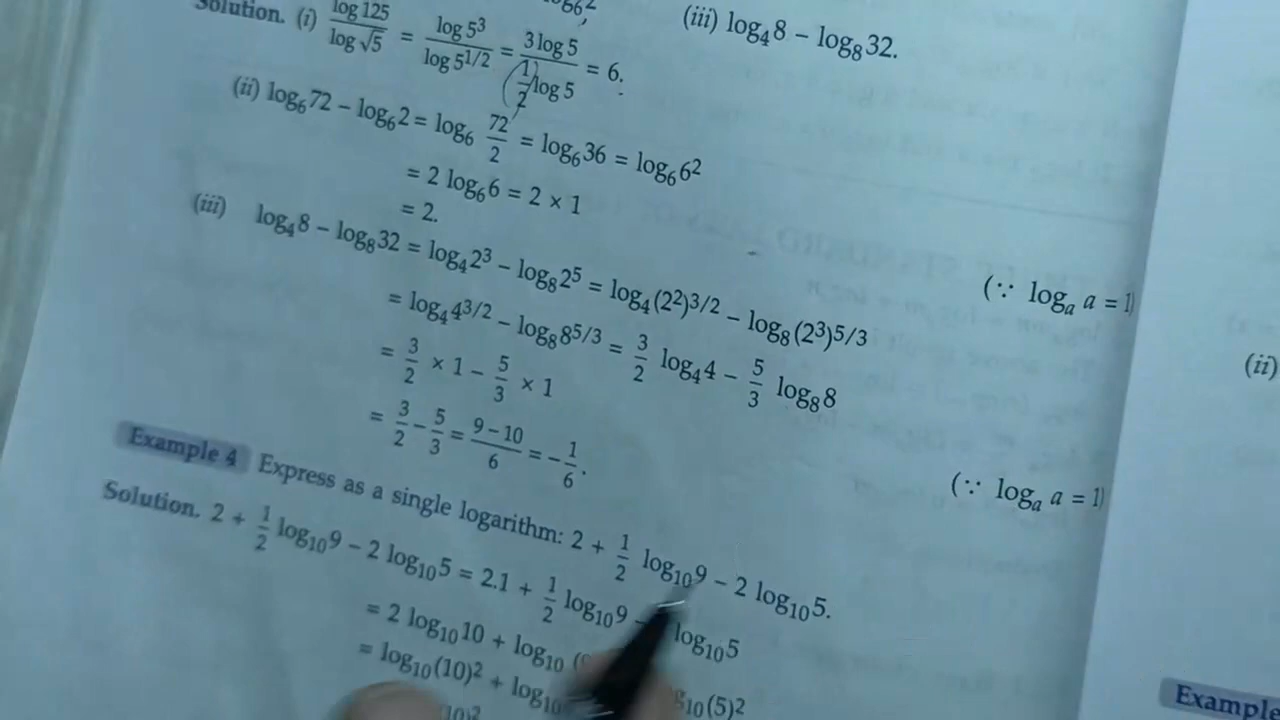 (iii) log₄8 − log₈32.
Solution. (i) log 125 / log √5 = log 5³ / log 5^1/2 = 3 log 5 / (1/2) log 5 = 6.
(ii) log₆72 − log₆2 = log₆ 72/2 = log₆36 = log₆6²
= 2 log₆6 = 2 × 1
= 2.
(∵ logₐ a = 1)
(iii) log₄8 − log₈32 = log₄2³ − log₈2⁵ = log₄(2²)^3/2 − log₈(2³)^5/3
= log₄4^3/2 − log₈8^5/3 = 3/2 log₄4 − 5/3 log₈8
= 3/2 × 1 − 5/3 × 1
(∵ logₐ a = 1)
= 3/2 − 5/3 = 9 − 10 / 6 = − 1/6.
Example 4 Express as a single logarithm: 2 + 1/2 log₁₀9 − 2 log₁₀5.
Solution. 2 + 1/2 log₁₀9 − 2 log₁₀5 = 2.1 + 1/2 log₁₀9 − log₁₀5
= 2 log₁₀10 + log₁₀ (
= log₁₀(10)² + log₁₀ (5)²
10)²
(ii)
Example